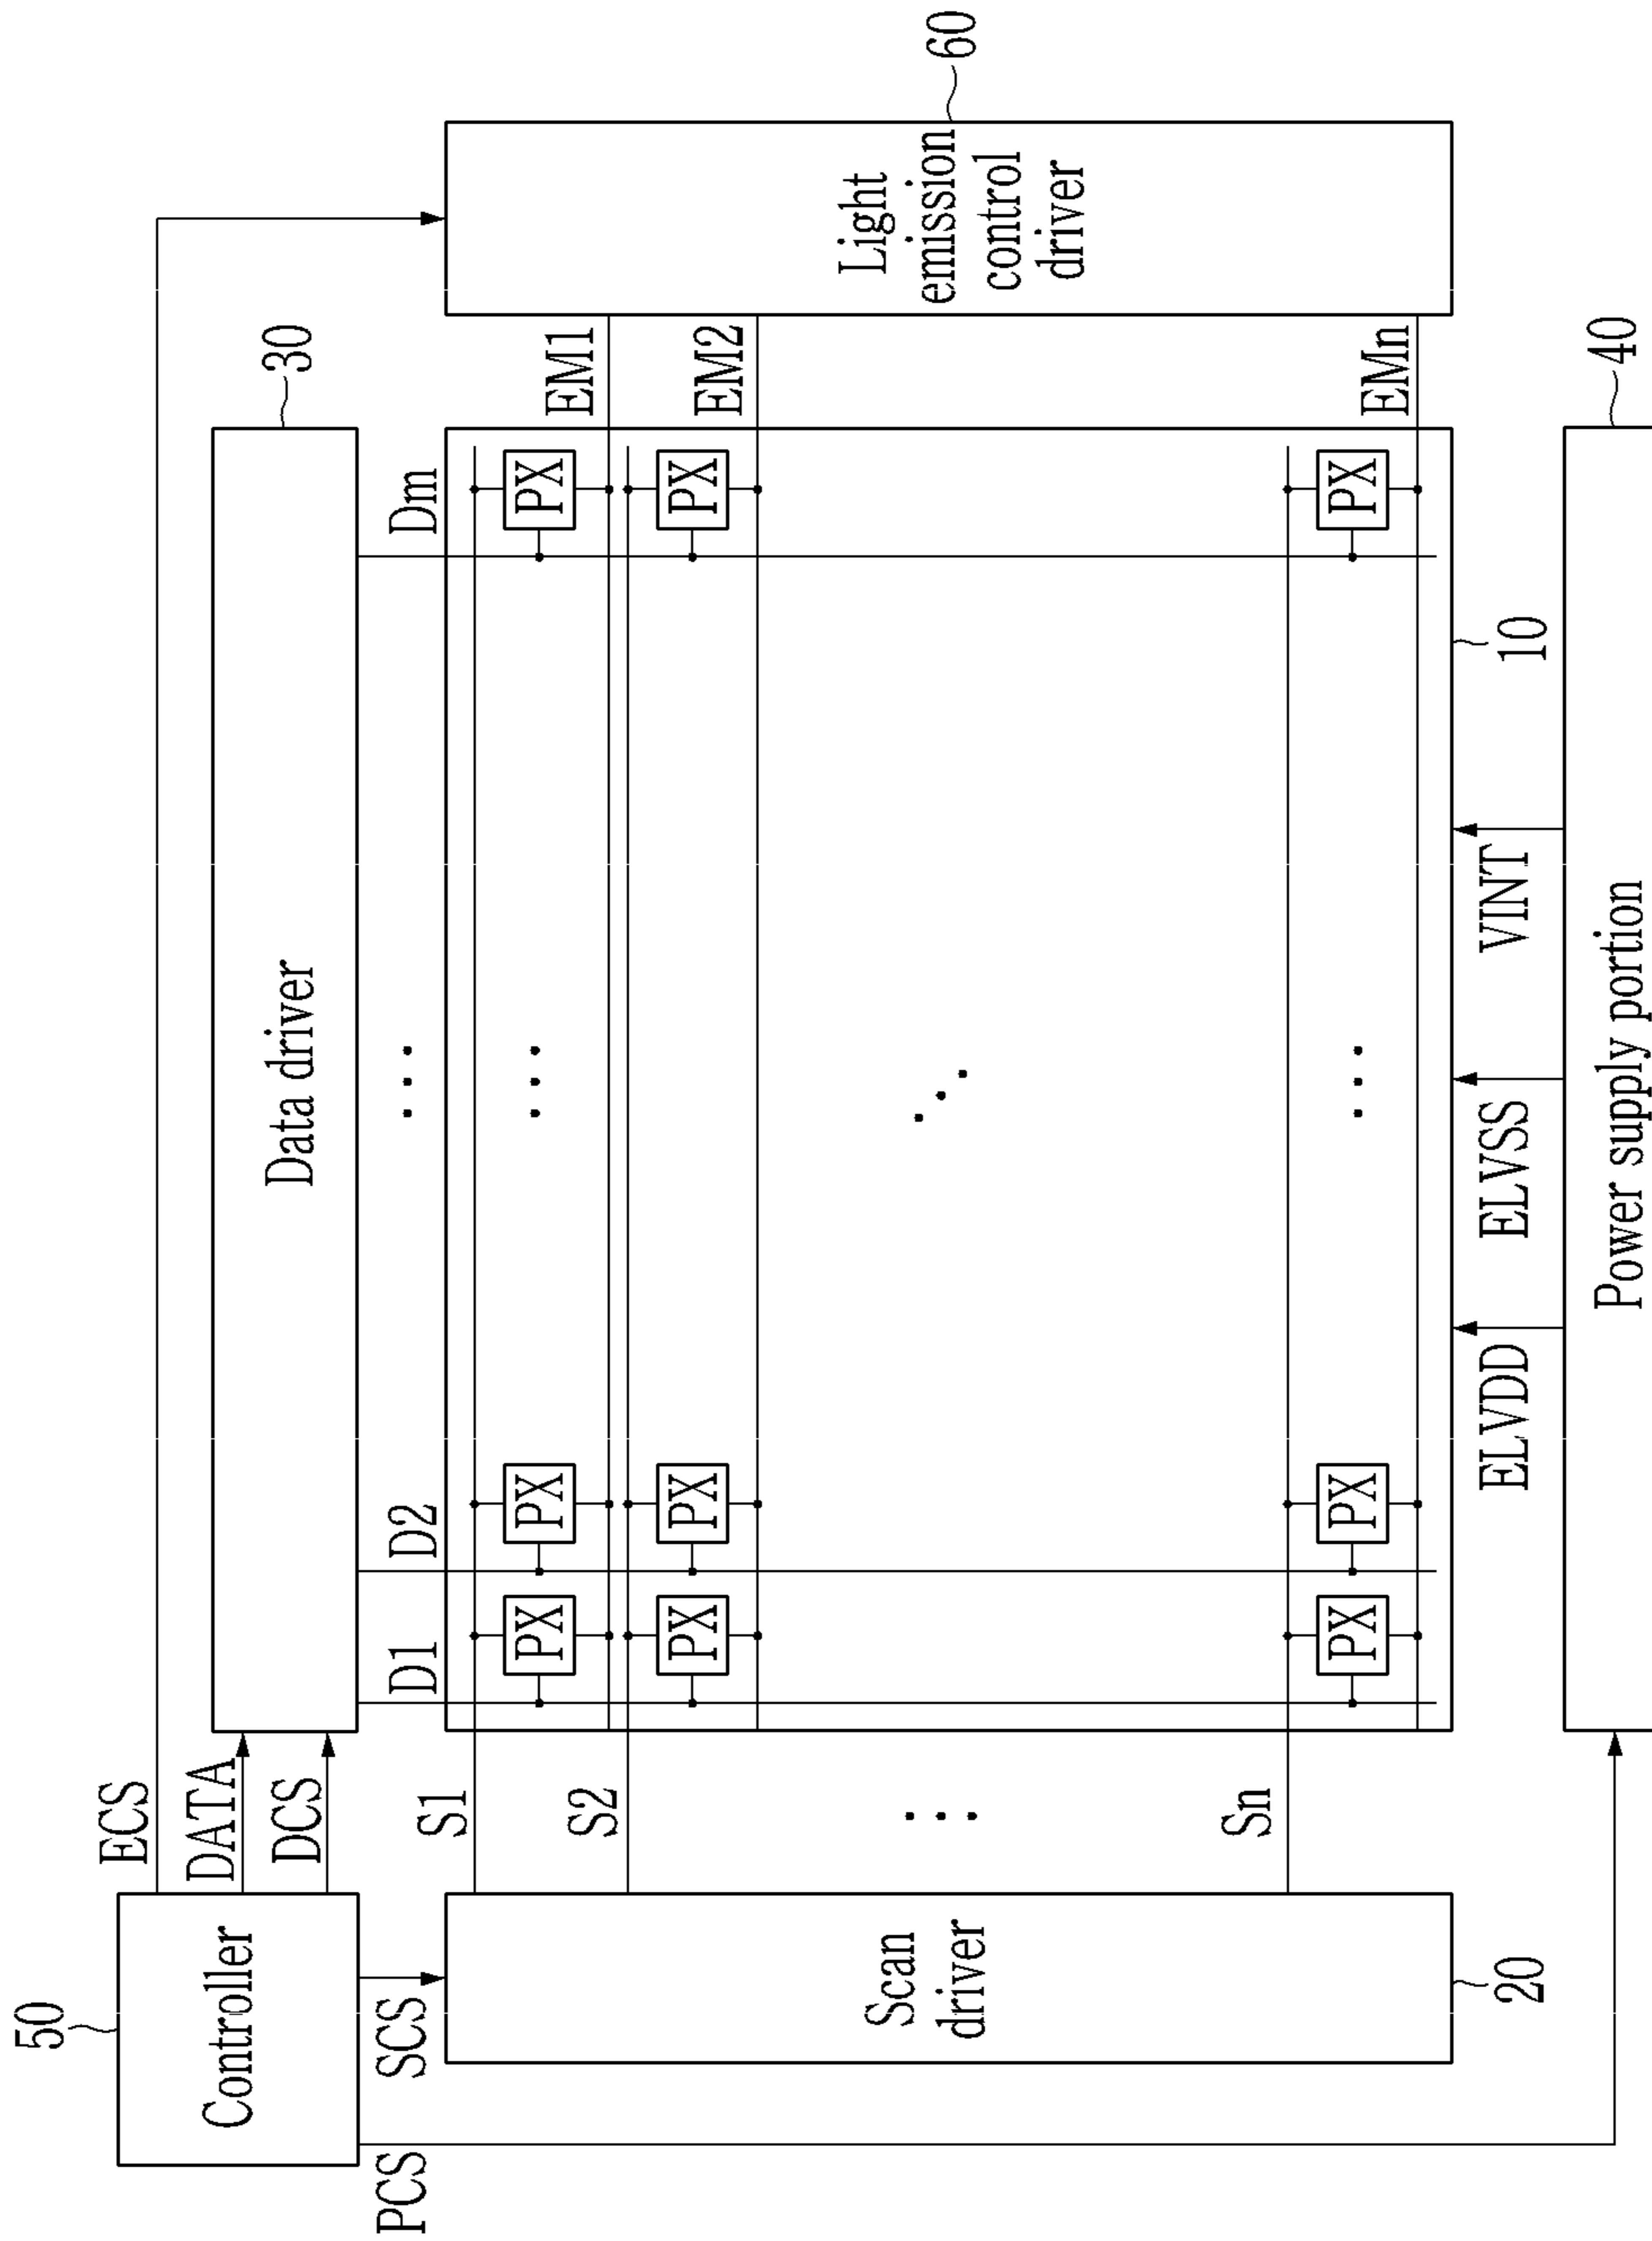 50
Controller
ECS
DATA
DCS
SCS
PCS
30
Data driver
D1
D2
Dm
60
Light
emission
control
driver
Scan
driver
20
S1
S2
Sn
PX
PX
PX
EM1
PX
PX
PX
EM2
PX
PX
PX
EMn
10
ELVDD
ELVSS
VINT
40
Power supply portion